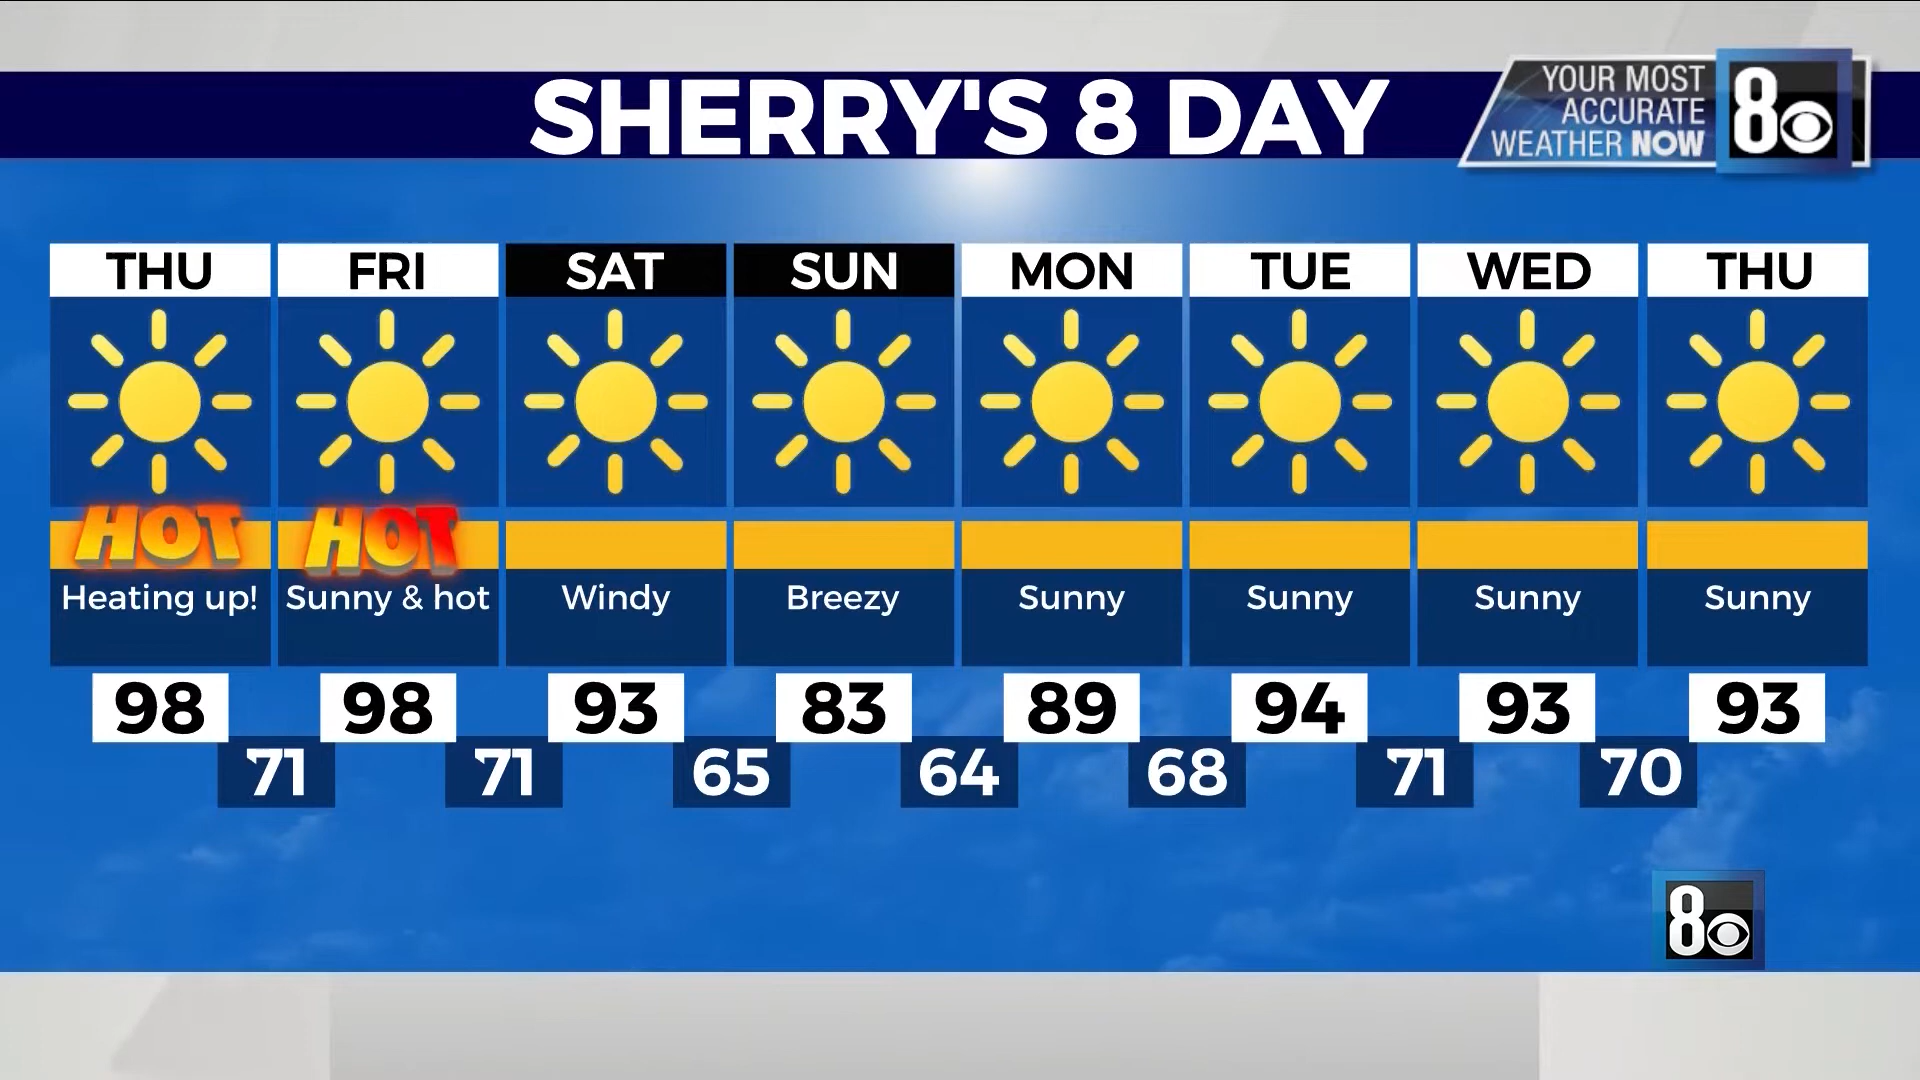 SHERRY'S 8 DAY
YOUR MOST
ACCURATE
WEATHER NOW
8
THU FRI SAT SUN MON TUE WED THU
HOT HOT
Heating up! Sunny & hot Windy Breezy Sunny Sunny Sunny Sunny
98 98 93 83 89 94 93 93
71 71 65 64 68 71 70
8